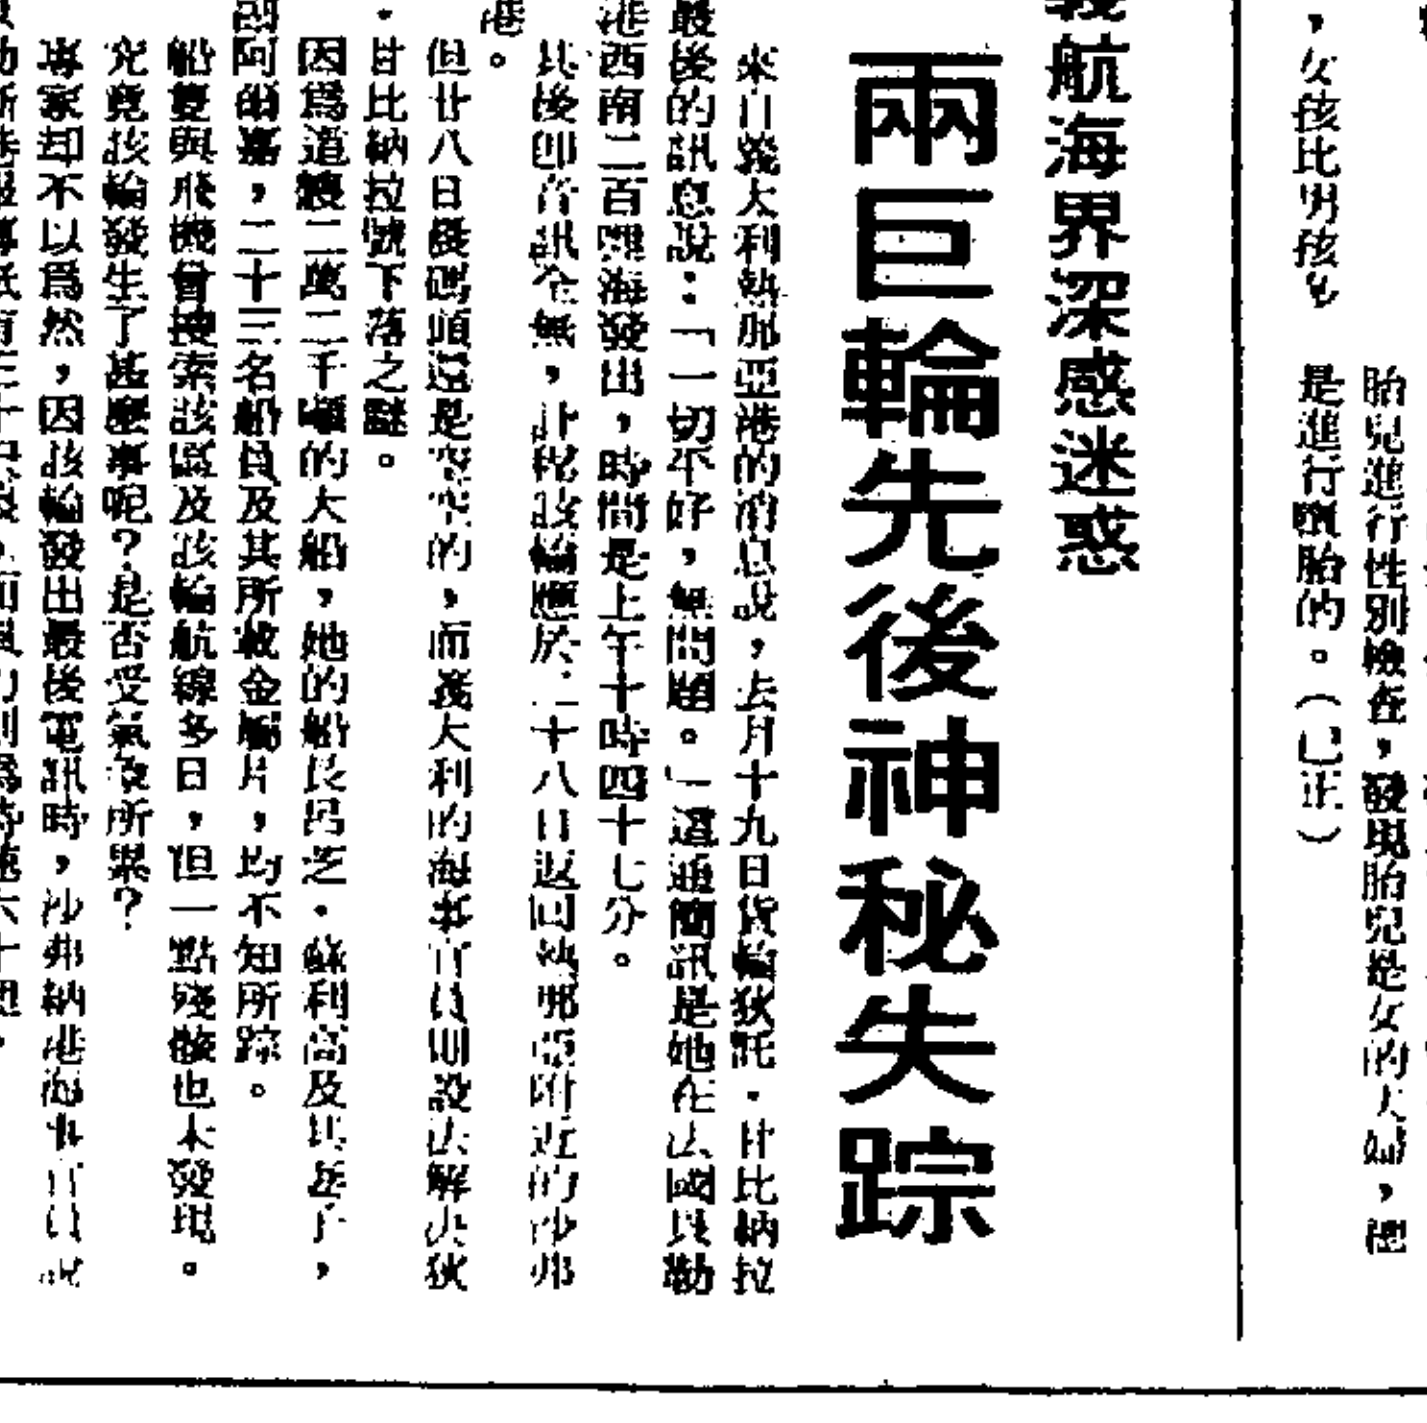 ，女孩比男孩
胎兒進行性別檢查，發現胎兒是女的夫婦，
是進行墮胎的。（已正）
義航海界深感迷惑
兩巨輪先後神秘失踪
來自義大利熱那亞港的消息說，去月十九日貨輪狄託．甘比納拉
最後的訊息說：「一切平好，無問題。」這通簡訊是她在法國貝勒
港西南二百浬海發出，時間是上午十時四十七分。
其後即音訊全無，計程該輪應於二十八日返回熱那亞附近的沙弗
港。
但廿八日該碼頭還是空空的，而義大利的海事官員則設法解決狄
．甘比納拉號下落之謎。
因為這艘二萬二千噸的大船，她的船長呂芝．蘇利高及其妻子，
阿爾嘉，二十三名船員及其所載金屬片，均不知所踪。
船隻與飛機曾搜索該區及該輪航線多日，但一點殘骸也未發現。
究竟該輪發生了甚麼事呢？是否受氣候所累？
專家却不以為然，因該輪發出最後電訊時，沙弗納港海事官員說